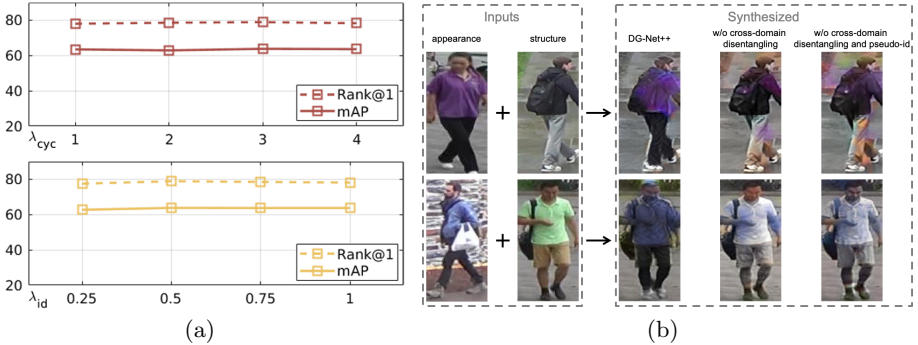 80
60
40
20
Rank@1
mAP
λcyc 1 2 3 4
80
60
40
20
Rank@1
mAP
λid 0.25 0.5 0.75 1
(a)
Inputs
Synthesized
appearance
structure
DG-Net++
w/o cross-domain
disentangling
w/o cross-domain
disentangling and pseudo-id
+
+
(b)